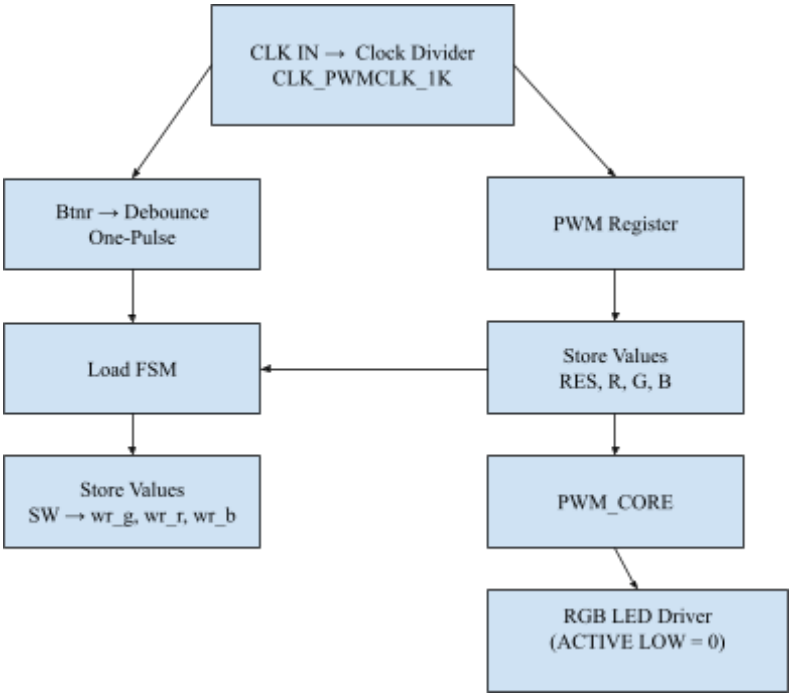 CLK IN → Clock Divider
CLK_PWMCLK_1K
Btnr → Debounce
One-Pulse
PWM Register
Load FSM
Store Values
RES, R, G, B
Store Values
SW → wr_g, wr_r, wr_b
PWM_CORE
RGB LED Driver
(ACTIVE LOW = 0)